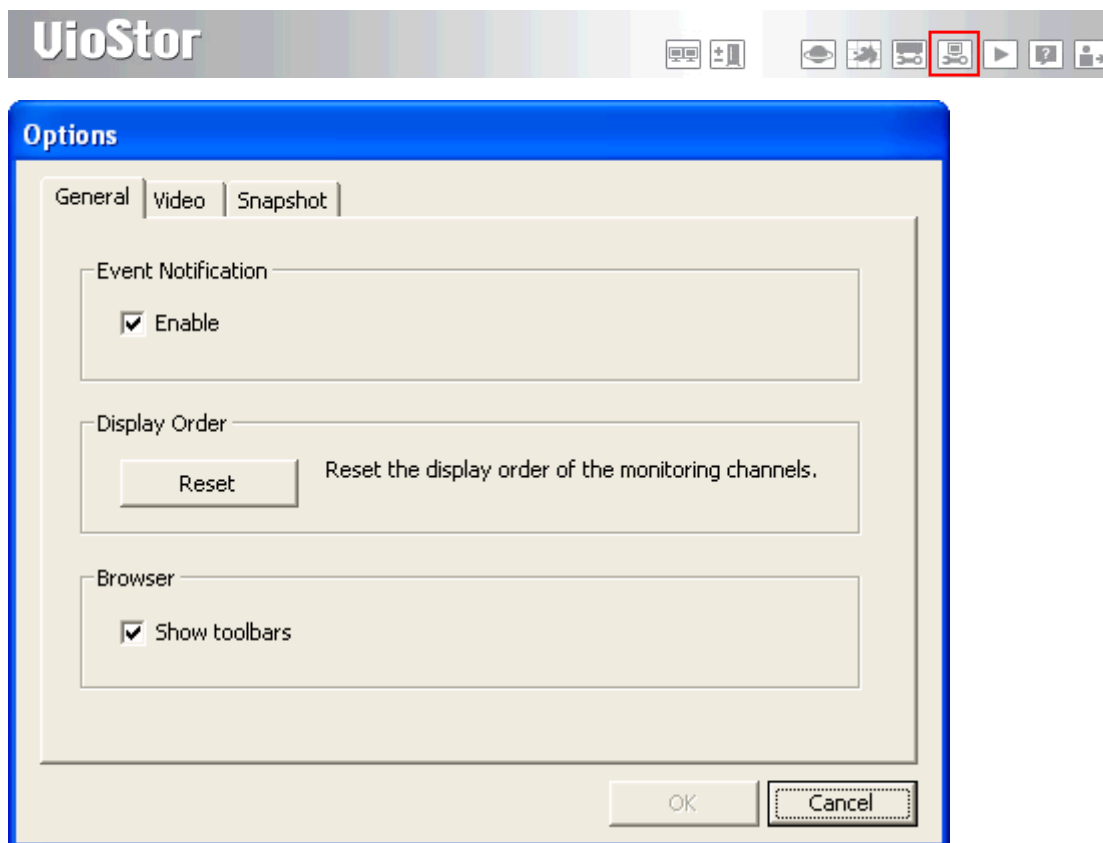 VioStor
Options
General Video Snapshot
Event Notification
Enable
Display Order
Reset Reset the display order of the monitoring channels.
Browser
Show toolbars
OK Cancel